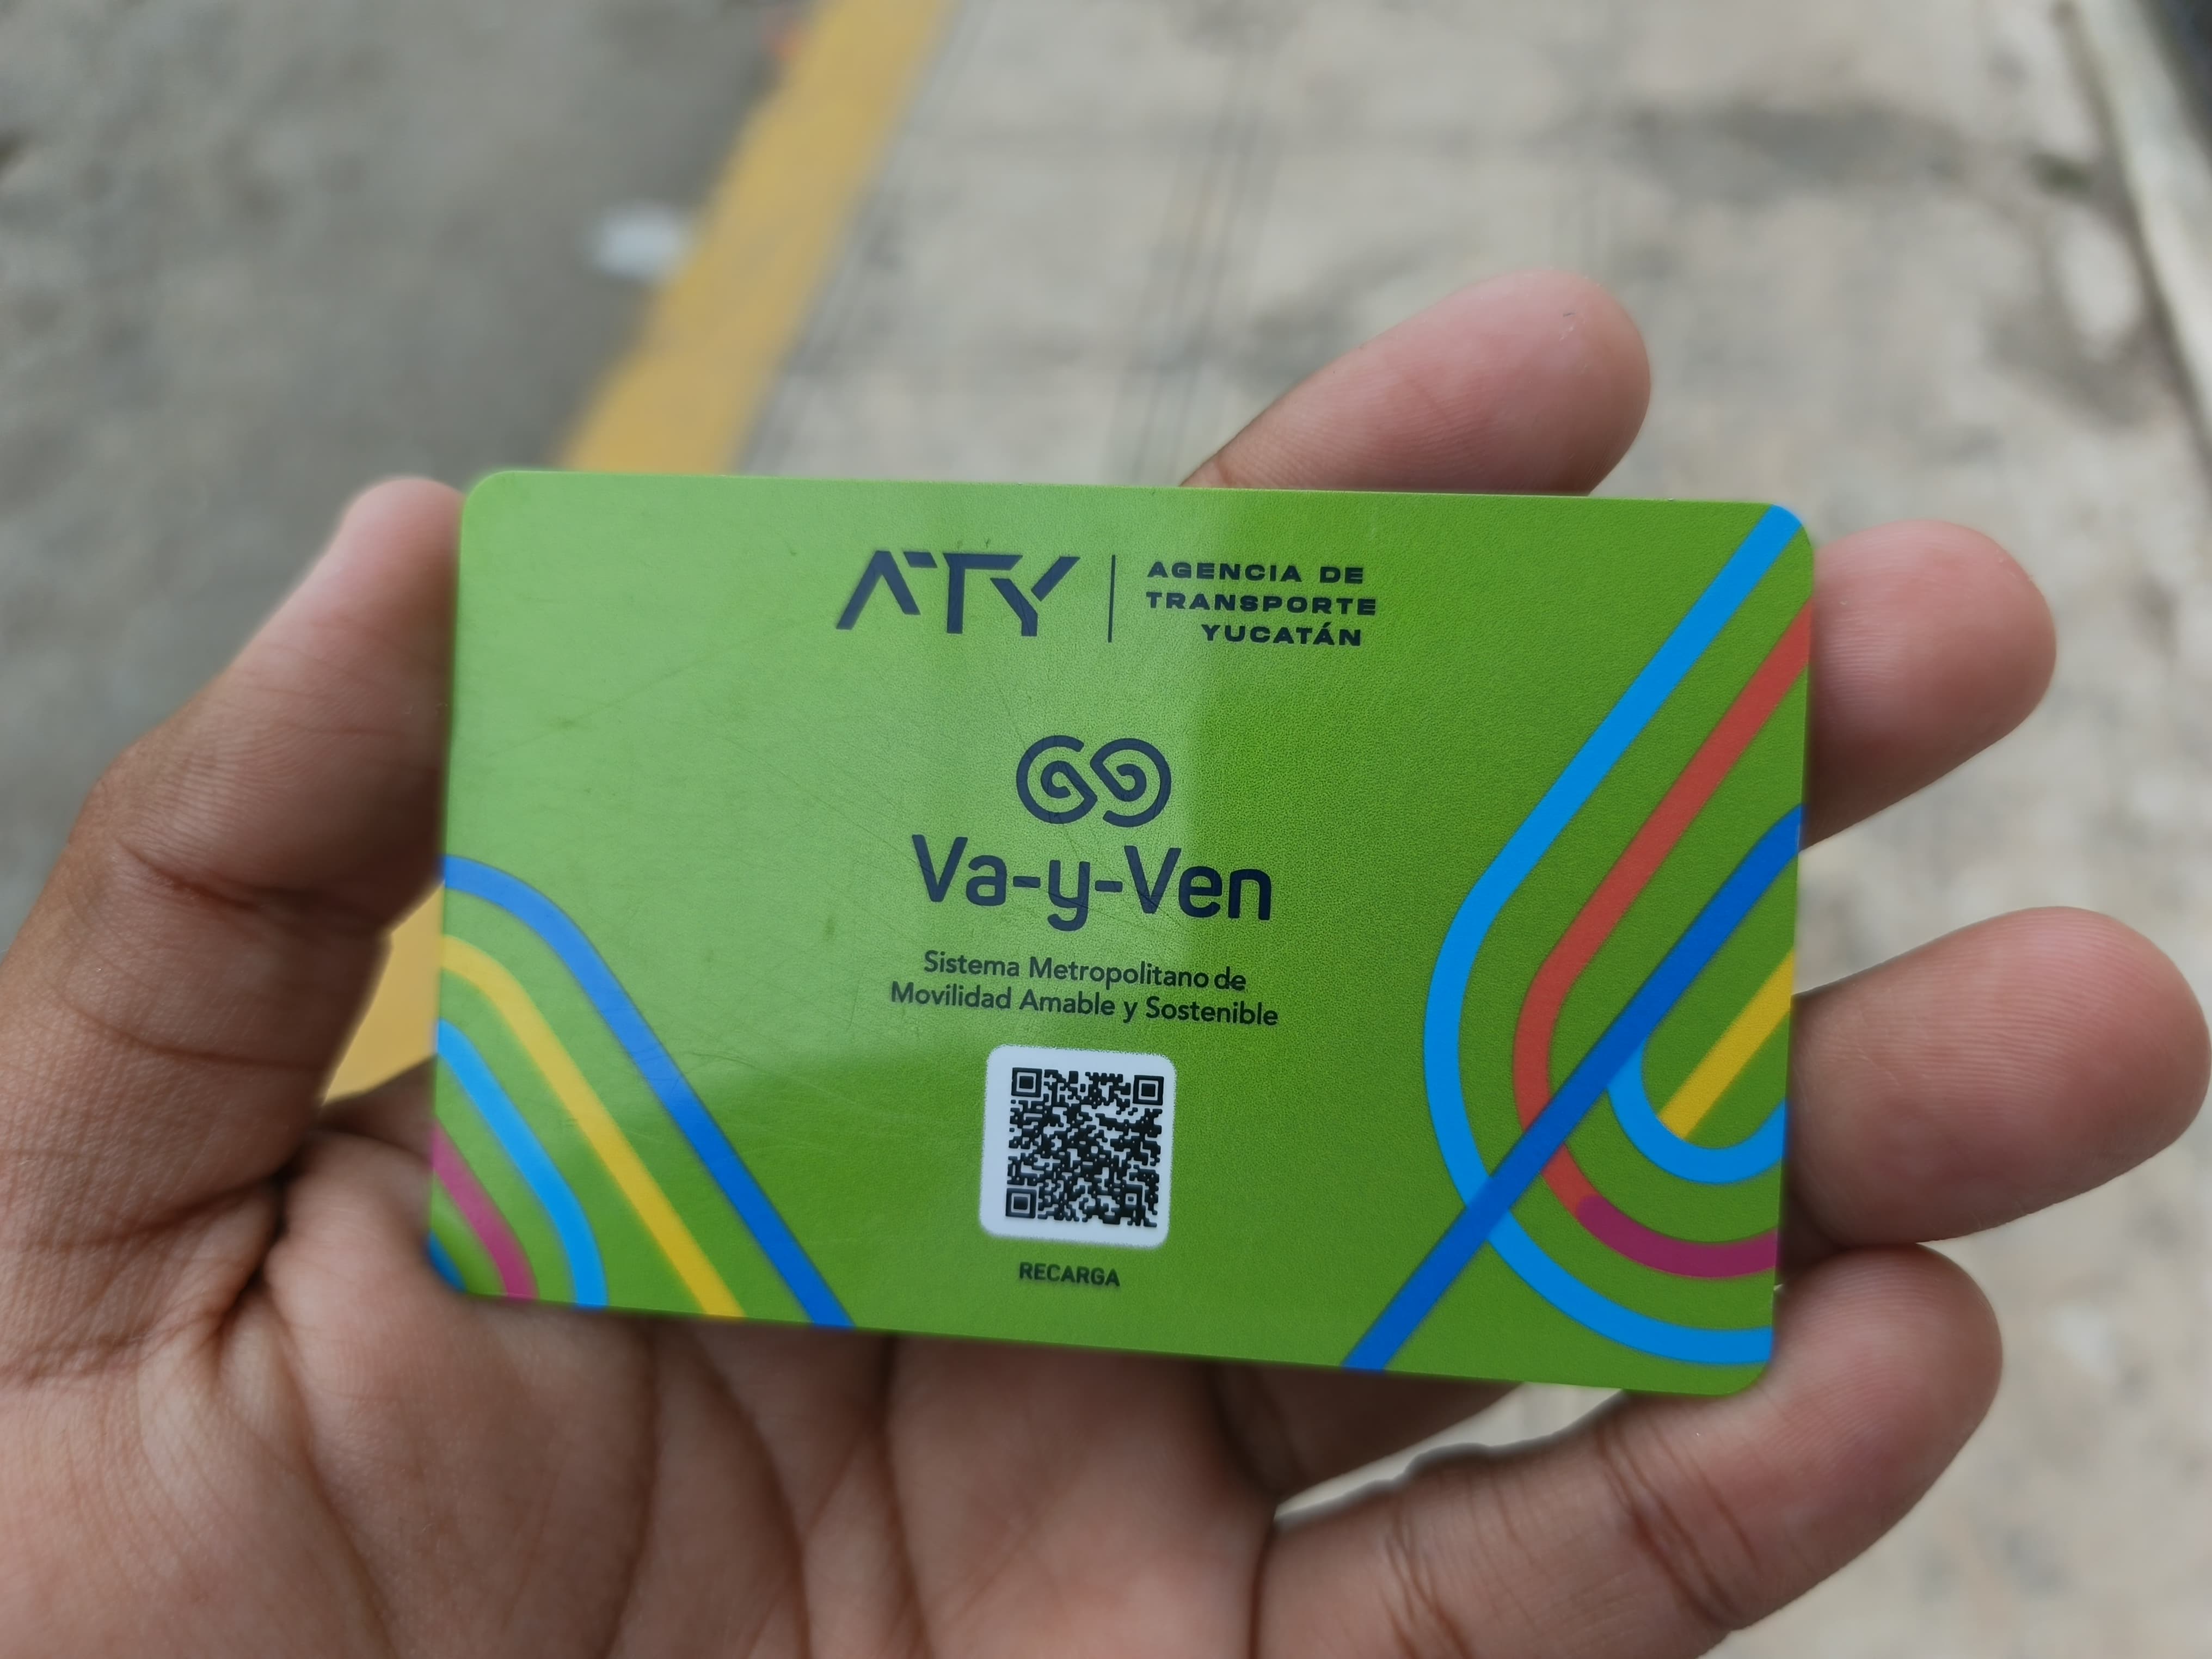 ATY
AGENCIA DE
TRANSPORTE
YUCATÁN
Va-y-Ven
Sistema Metropolitano de
Movilidad Amable y Sostenible
RECARGA